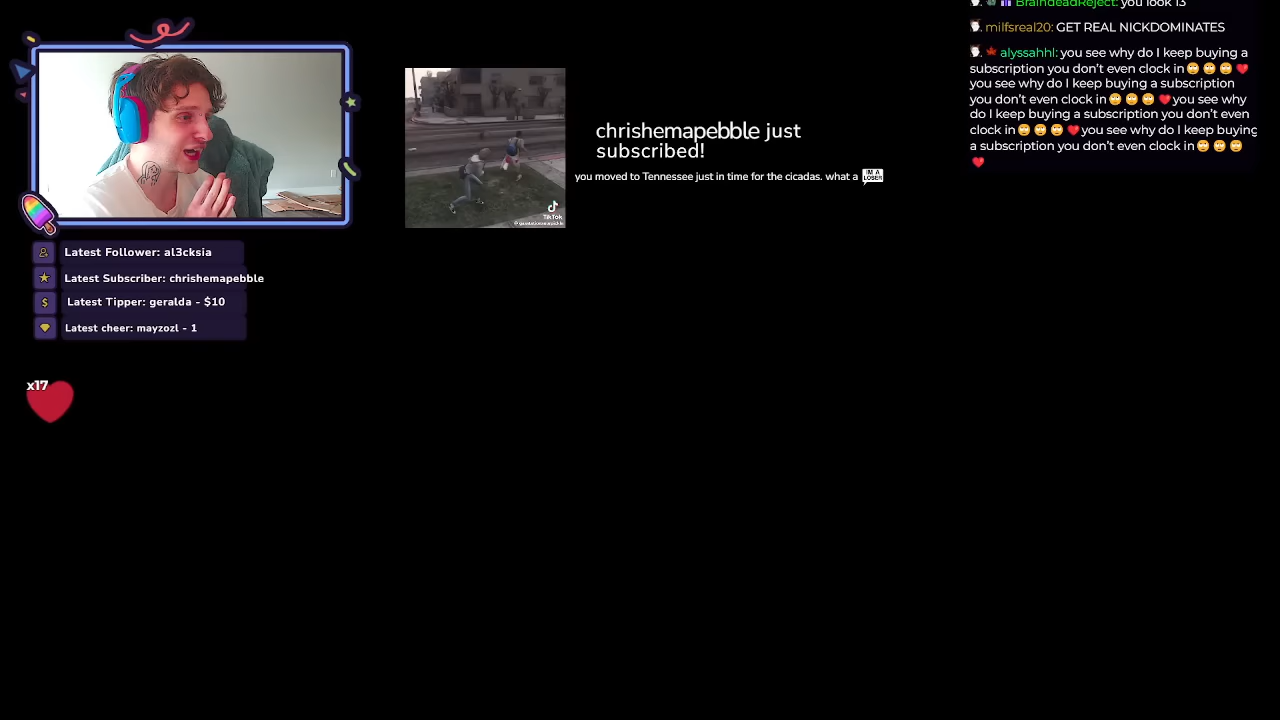 BraindeadReject: you look 13
milfsreal20: GET REAL NICKDOMINATES
alyssahhl: you see why do I keep buying a
subscription you don't even clock in🙄🙄🙄❤️
you see why do I keep buying a subscription
you don't even clock in🙄🙄🙄❤️you see why
do I keep buying a subscription you don't even
clock in🙄🙄🙄❤️you see why do I keep buying
a subscription you don't even clock in🙄🙄🙄
❤️
chrishemapebble just
subscribed!
you moved to Tennessee just in time for the cicadas. what a I'M A LOSER
TikTok
Latest Follower: al3cksia
Latest Subscriber: chrishemapebble
Latest Tipper: geralda - $10
Latest cheer: mayzozl - 1
x17